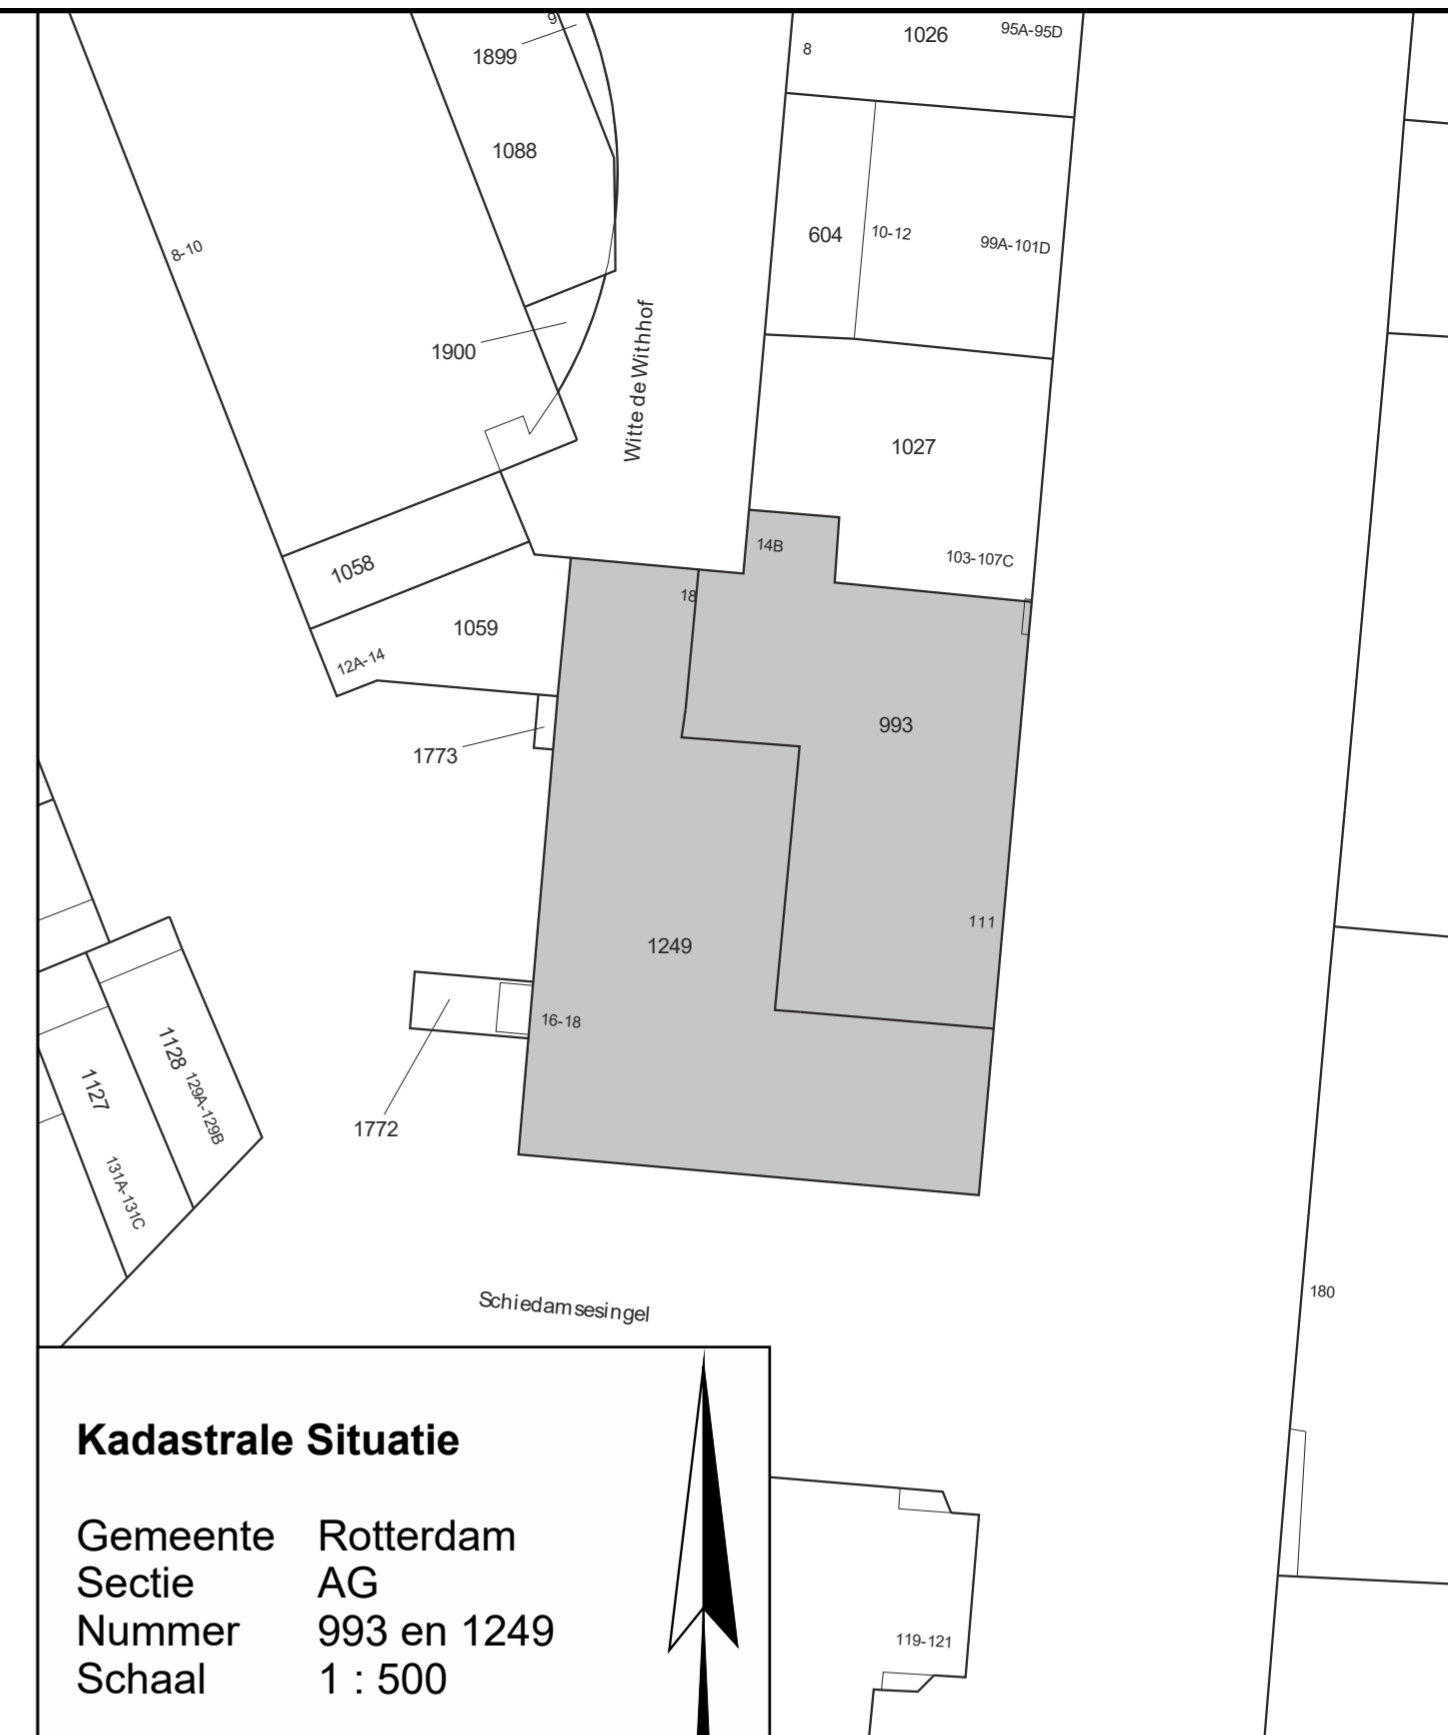 9
1026
95A-95D
8
1899
1088
604
10-12
99A-101D
8-10
1900
Witte de Withhof
1027
14B
103-107C
1058
18
1059
12A-14
993
1773
111
1249
16-18
1128
129A-129B
1127
1772
131A-131C
180
Schiedamsesingel
Kadastrale Situatie
Gemeente Rotterdam
Sectie AG
Nummer 993 en 1249
Schaal 1 : 500
119-121